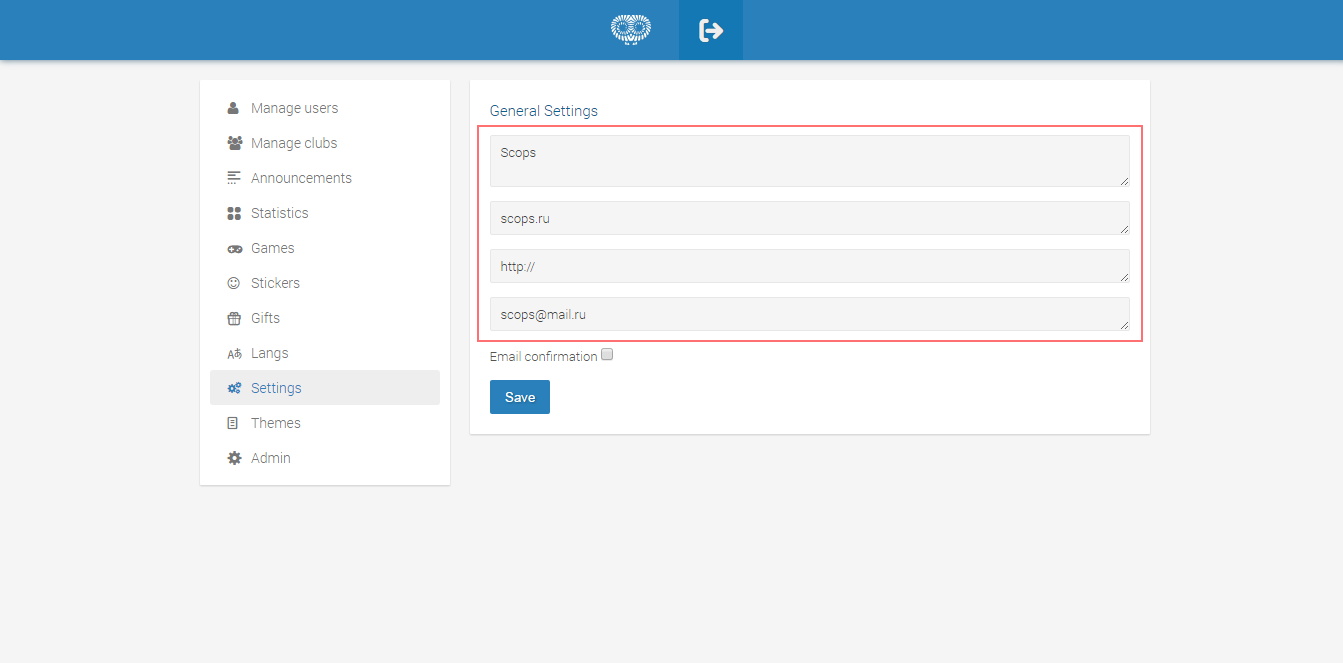 Manage users
Manage clubs
Announcements
Statistics
Games
Stickers
Gifts
Langs
Settings
Themes
Admin
General Settings
Scops
scops.ru
http://
scops@mail.ru
Email confirmation
Save